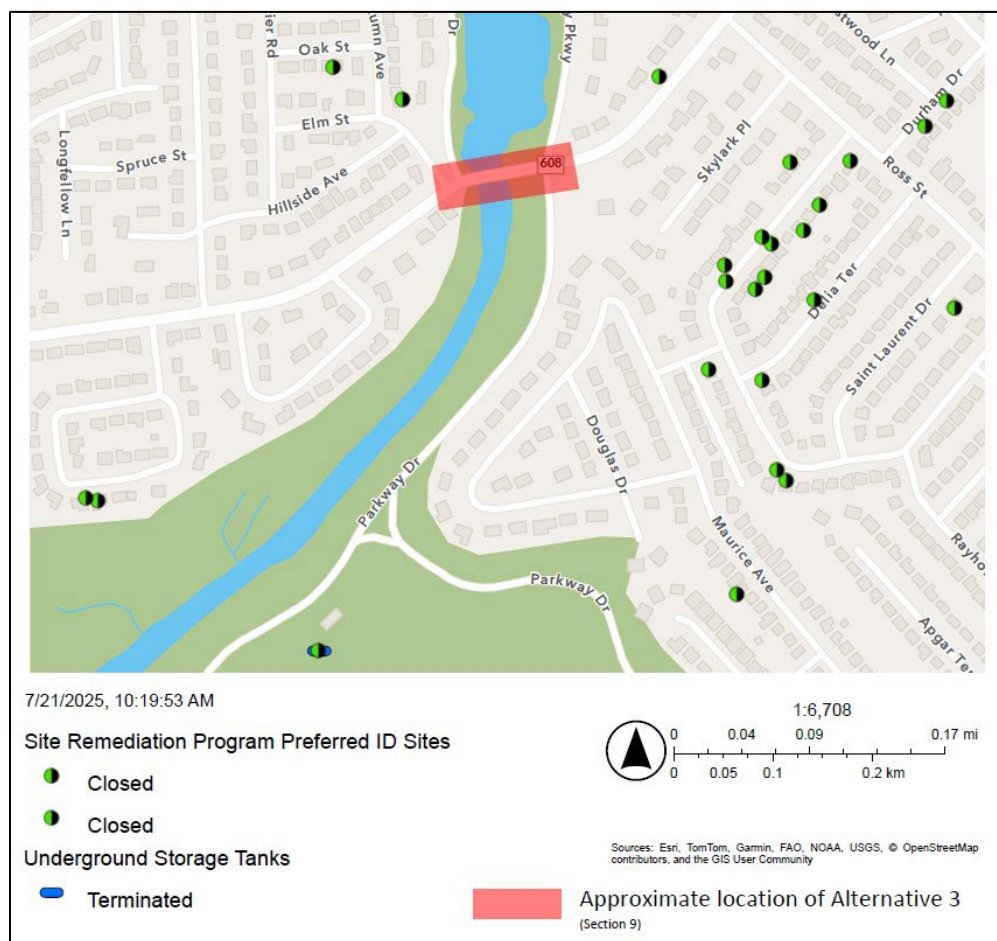 Oak St
Dr
Elm St
Spruce St
Longfellow Ln
Hillside Ave
608
Pkwy
Skylark Pl
Durham Dr
Ross St
Delia Ter
Saint Laurent Dr
Douglas Dr
Parkway Dr
Maurice Ave
Parkway Dr
7/21/2025, 10:19:53 AM
Site Remediation Program Preferred ID Sites
Closed
Closed
Underground Storage Tanks
Terminated
1:6,708
0 0.04 0.09 0.17 mi
0 0.05 0.1 0.2 km
Sources: Esri, TomTom, Garmin, FAO, NOAA, USGS, © OpenStreetMap
contributors, and the GIS User Community
Approximate location of Alternative 3
(Section 9)